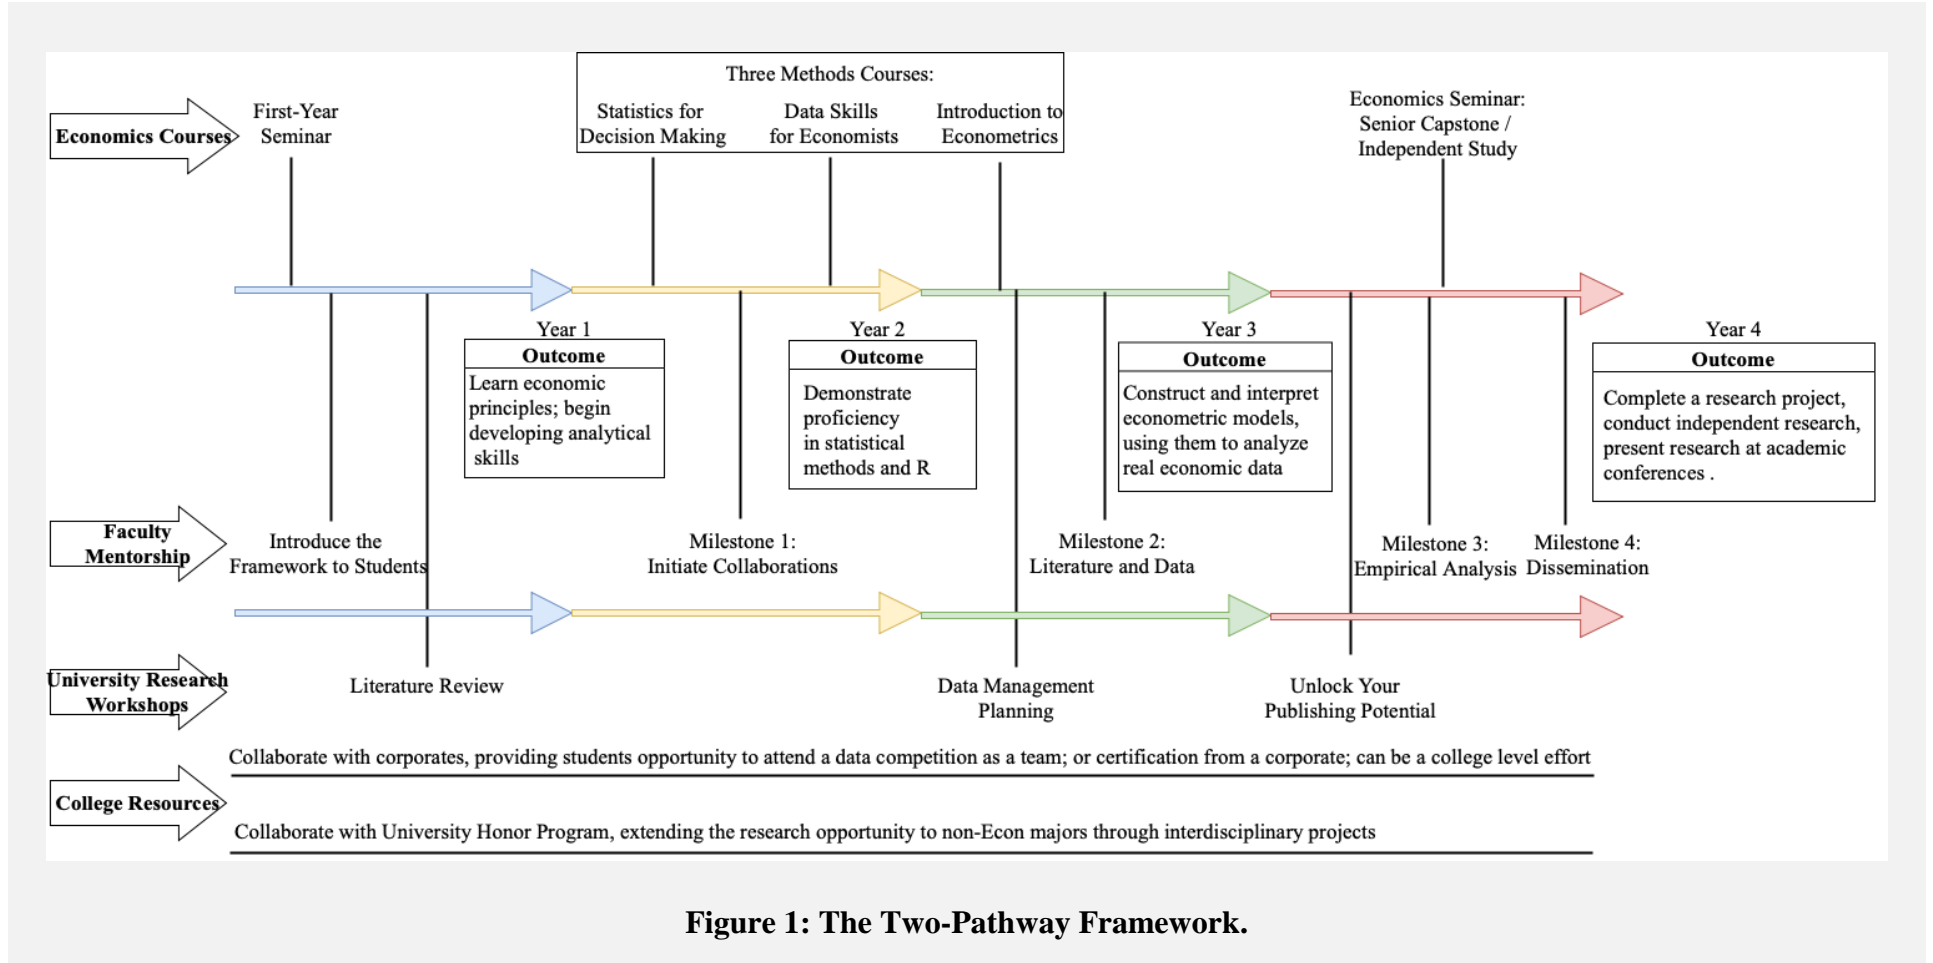 Economics Courses
First-Year
Seminar
Three Methods Courses:
Statistics for
Decision Making
Data Skills
for Economists
Introduction to
Econometrics
Economics Seminar:
Senior Capstone /
Independent Study
Year 1
Outcome
Learn economic
principles; begin
developing analytical
skills
Year 2
Outcome
Demonstrate
proficiency
in statistical
methods and R
Year 3
Outcome
Construct and interpret
econometric models,
using them to analyze
real economic data
Year 4
Outcome
Complete a research project,
conduct independent research,
present research at academic
conferences .
Faculty
Mentorship
Introduce the
Framework to Students
Milestone 1:
Initiate Collaborations
Milestone 2:
Literature and Data
Milestone 3:
Empirical Analysis
Milestone 4:
Dissemination
University Research
Workshops
Literature Review
Data Management
Planning
Unlock Your
Publishing Potential
College Resources
Collaborate with corporates, providing students opportunity to attend a data competition as a team; or certification from a corporate; can be a college level effort
Collaborate with University Honor Program, extending the research opportunity to non-Econ majors through interdisciplinary projects
Figure 1: The Two-Pathway Framework.